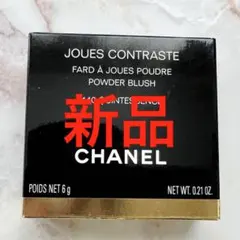 JOUES CONTRASTE
FARD À JOUES POUDRE
POWDER BLUSH
新品
CHANEL
POIDS NET 6 g
NET WT. 0.21 OZ.